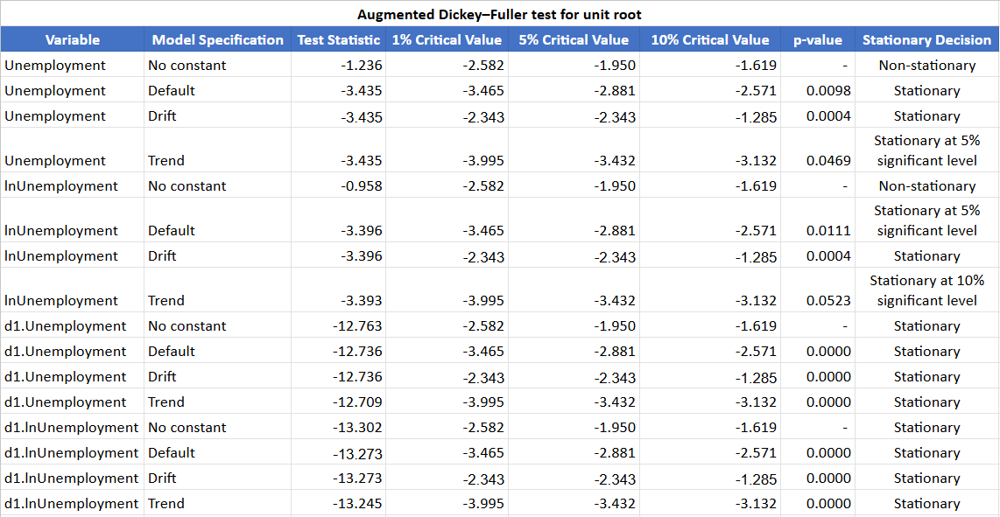 Augmented Dickey–Fuller test for unit root
Variable Model Specification Test Statistic 1% Critical Value 5% Critical Value 10% Critical Value p-value Stationary Decision
Unemployment No constant -1.236 -2.582 -1.950 -1.619 - Non-stationary
Unemployment Default -3.435 -3.465 -2.881 -2.571 0.0098 Stationary
Unemployment Drift -3.435 -2.343 -2.343 -1.285 0.0004 Stationary
Unemployment Trend -3.435 -3.995 -3.432 -3.132 0.0469 Stationary at 5%
significant level
lnUnemployment No constant -0.958 -2.582 -1.950 -1.619 - Non-stationary
lnUnemployment Default -3.396 -3.465 -2.881 -2.571 0.0111 Stationary at 5%
significant level
lnUnemployment Drift -3.396 -2.343 -2.343 -1.285 0.0004 Stationary
lnUnemployment Trend -3.393 -3.995 -3.432 -3.132 0.0523 Stationary at 10%
significant level
d1.Unemployment No constant -12.763 -2.582 -1.950 -1.619 - Stationary
d1.Unemployment Default -12.736 -3.465 -2.881 -2.571 0.0000 Stationary
d1.Unemployment Drift -12.736 -2.343 -2.343 -1.285 0.0000 Stationary
d1.Unemployment Trend -12.709 -3.995 -3.432 -3.132 0.0000 Stationary
d1.lnUnemployment No constant -13.302 -2.582 -1.950 -1.619 - Stationary
d1.lnUnemployment Default -13.273 -3.465 -2.881 -2.571 0.0000 Stationary
d1.lnUnemployment Drift -13.273 -2.343 -2.343 -1.285 0.0000 Stationary
d1.lnUnemployment Trend -13.245 -3.995 -3.432 -3.132 0.0000 Stationary